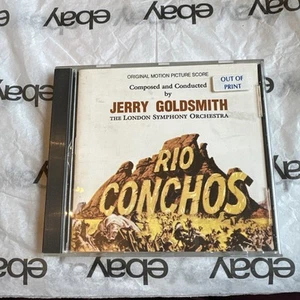 ebay ebay ebay
ORIGINAL MOTION PICTURE SCORE
Composed and Conducted
by
OUT OF
PRINT
JERRY GOLDSMITH
THE LONDON SYMPHONY ORCHESTRA
RIO
CONCHOS
ebay
ebay
ebay ebay ebay